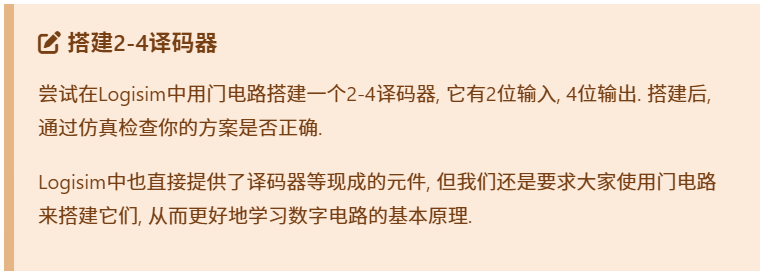 搭建2-4译码器
尝试在Logisim中用门电路搭建一个2-4译码器, 它有2位输入, 4位输出. 搭建后,
通过仿真检查你的方案是否正确.
Logisim中也直接提供了译码器等现成的元件, 但我们还是要求大家使用门电路
来搭建它们, 从而更好地学习数字电路的基本原理.